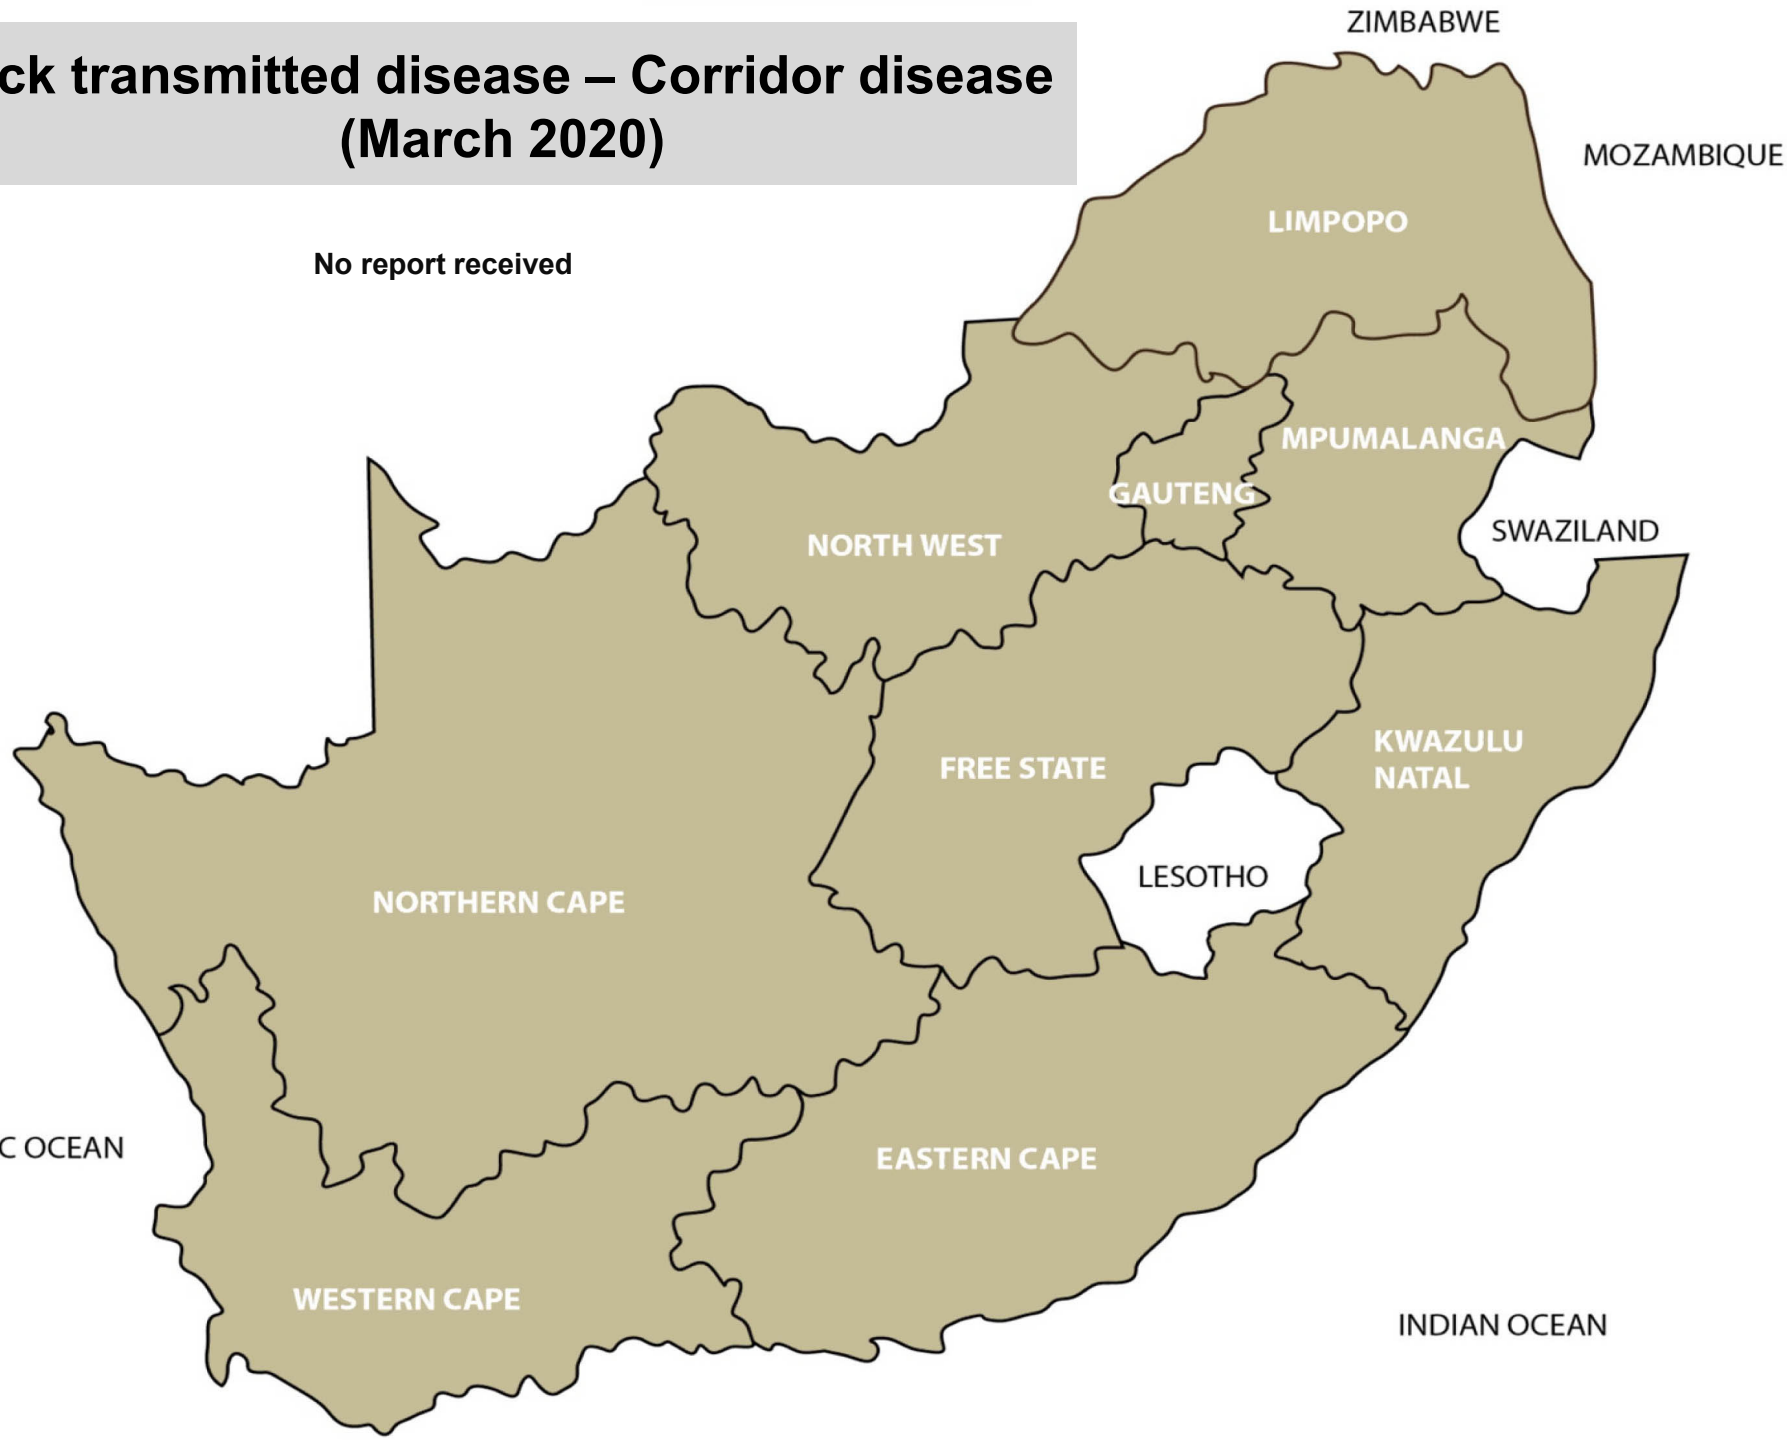 ZIMBABWE
ck transmitted disease – Corridor disease
(March 2020)
MOZAMBIQUE
LIMPOPO
No report received
MPUMALANGA
GAUTENG
SWAZILAND
NORTH WEST
KWAZULU
NATAL
FREE STATE
LESOTHO
NORTHERN CAPE
C OCEAN
EASTERN CAPE
WESTERN CAPE
INDIAN OCEAN